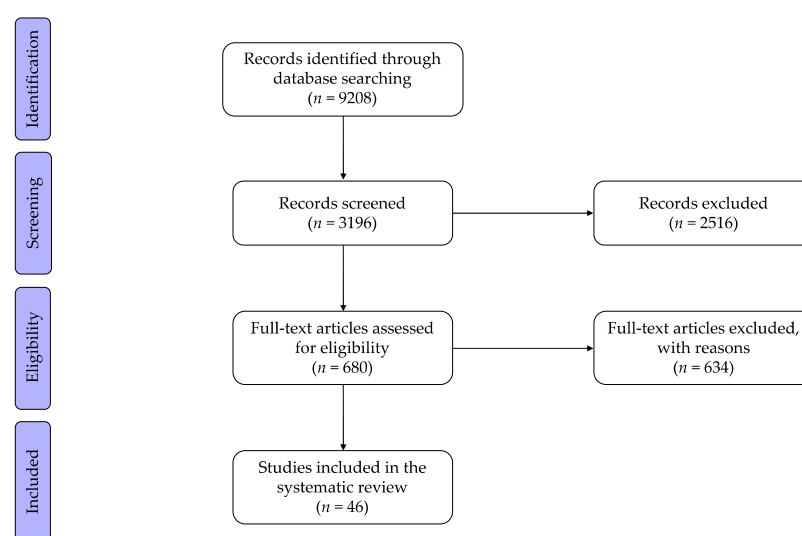 Identification
Records identified through
database searching
(n = 9208)
Screening
Records screened
(n = 3196)
Records excluded
(n = 2516)
Eligibility
Full-text articles assessed
for eligibility
(n = 680)
Full-text articles excluded,
with reasons
(n = 634)
Included
Studies included in the
systematic review
(n = 46)